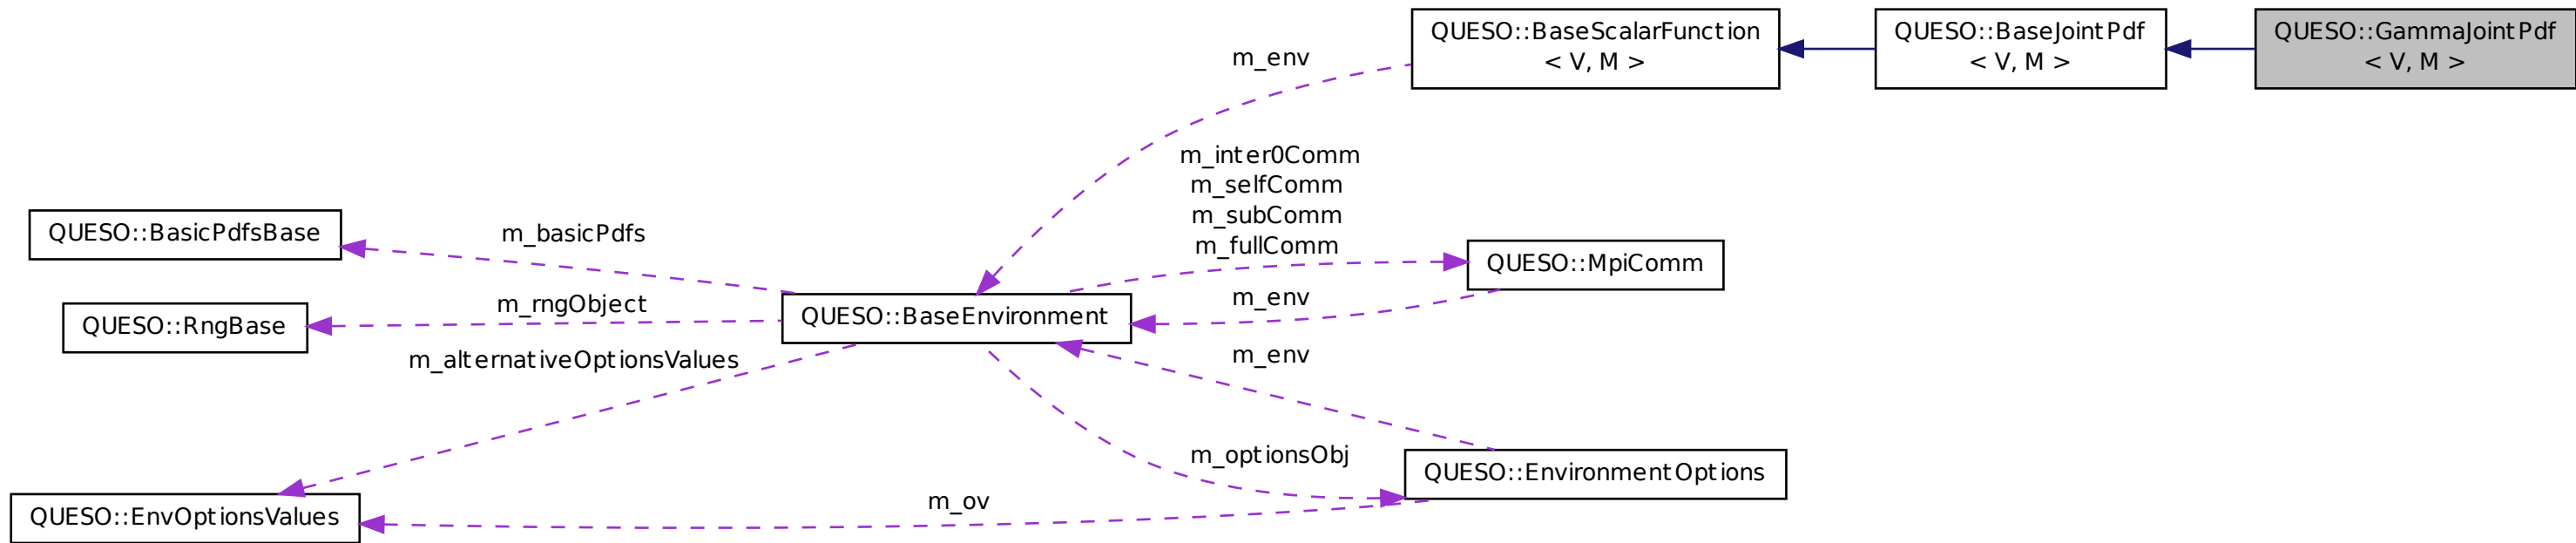 QUESO::BaseScalarFunction
< V, M >
QUESO::BaseJointPdf
< V, M >
QUESO::GammaJointPdf
< V, M >
m_env
m_inter0Comm
m_selfComm
m_subComm
m_fullComm
QUESO::BasicPdfsBase
m_basicPdfs
QUESO::MpiComm
QUESO::RngBase
m_rngObject
QUESO::BaseEnvironment
m_env
m_alternativeOptionsValues
m_env
m_optionsObj
QUESO::EnvironmentOptions
QUESO::EnvOptionsValues
m_ov